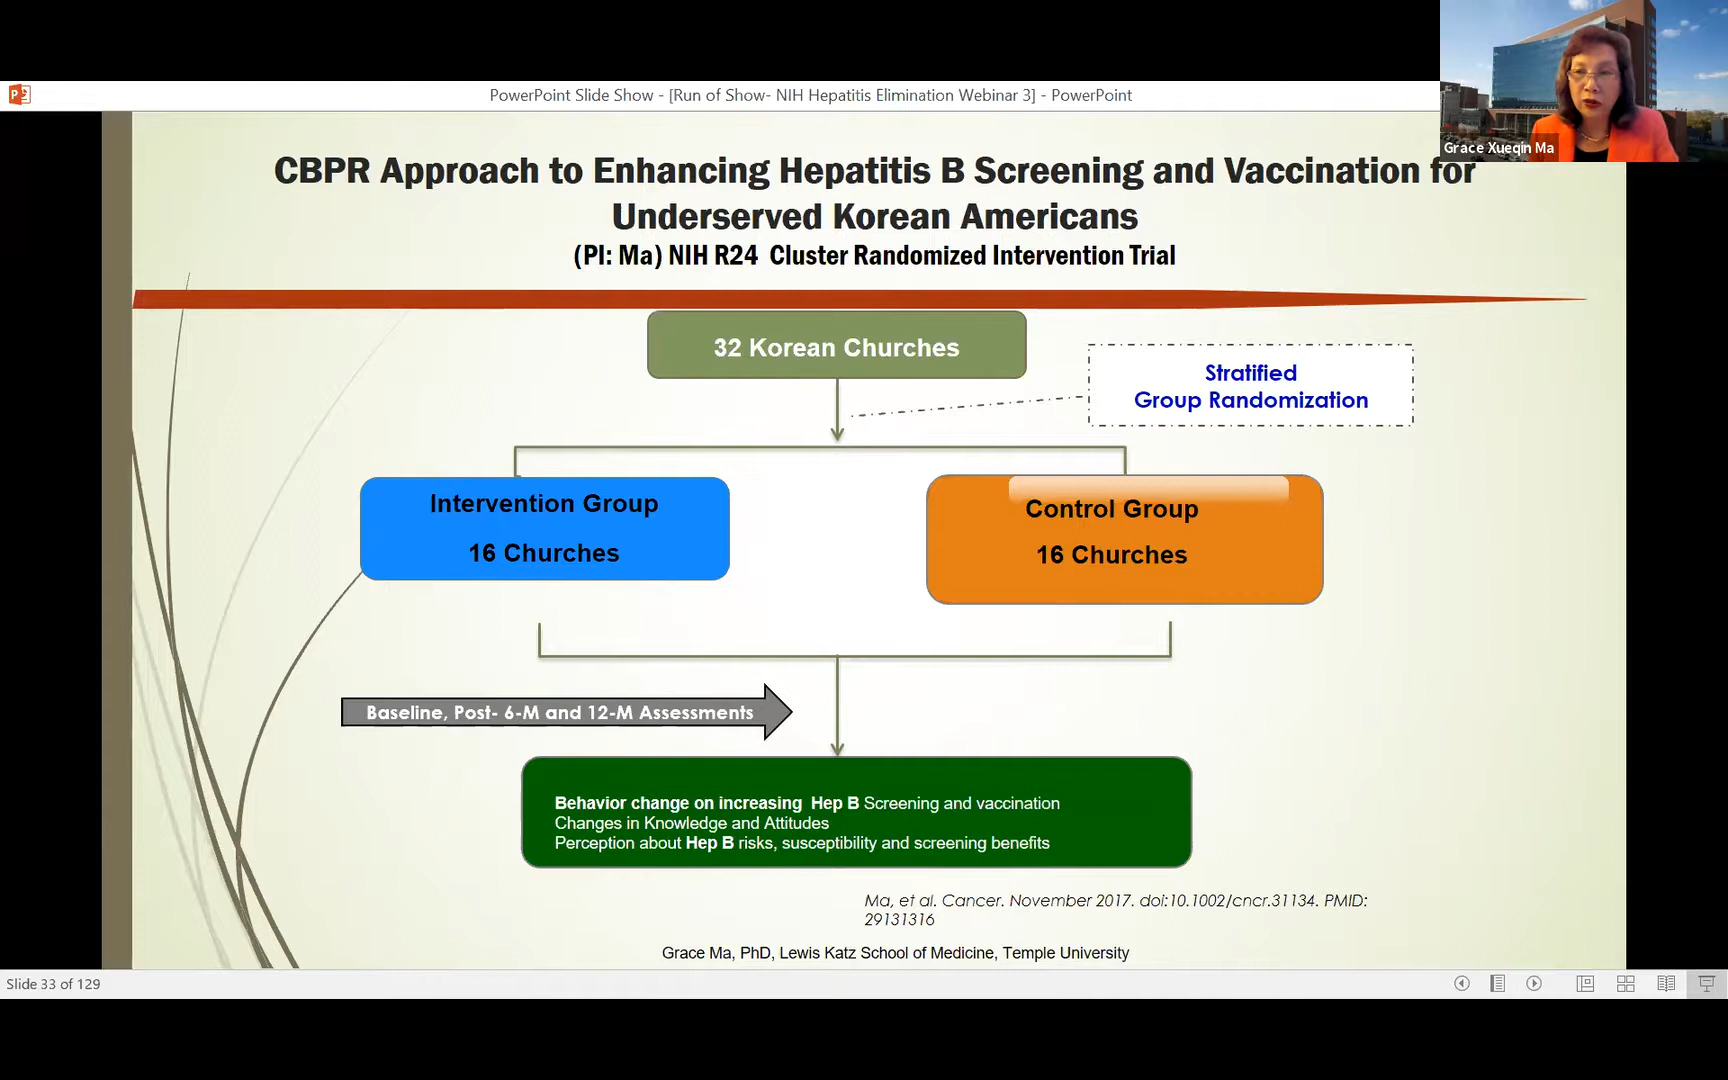 PowerPoint Slide Show - [Run of Show- NIH Hepatitis Elimination Webinar 3] - PowerPoint
Grace Xueqin Ma
CBPR Approach to Enhancing Hepatitis B Screening and Vaccination for
Underserved Korean Americans
(PI: Ma) NIH R24 Cluster Randomized Intervention Trial
32 Korean Churches
Stratified
Group Randomization
Intervention Group
16 Churches
Control Group
16 Churches
Baseline, Post- 6-M and 12-M Assessments
Behavior change on increasing Hep B Screening and vaccination
Changes in Knowledge and Attitudes
Perception about Hep B risks, susceptibility and screening benefits
Ma, et al. Cancer. November 2017. doi:10.1002/cncr.31134. PMID:
29131316
Grace Ma, PhD, Lewis Katz School of Medicine, Temple University
Slide 33 of 129